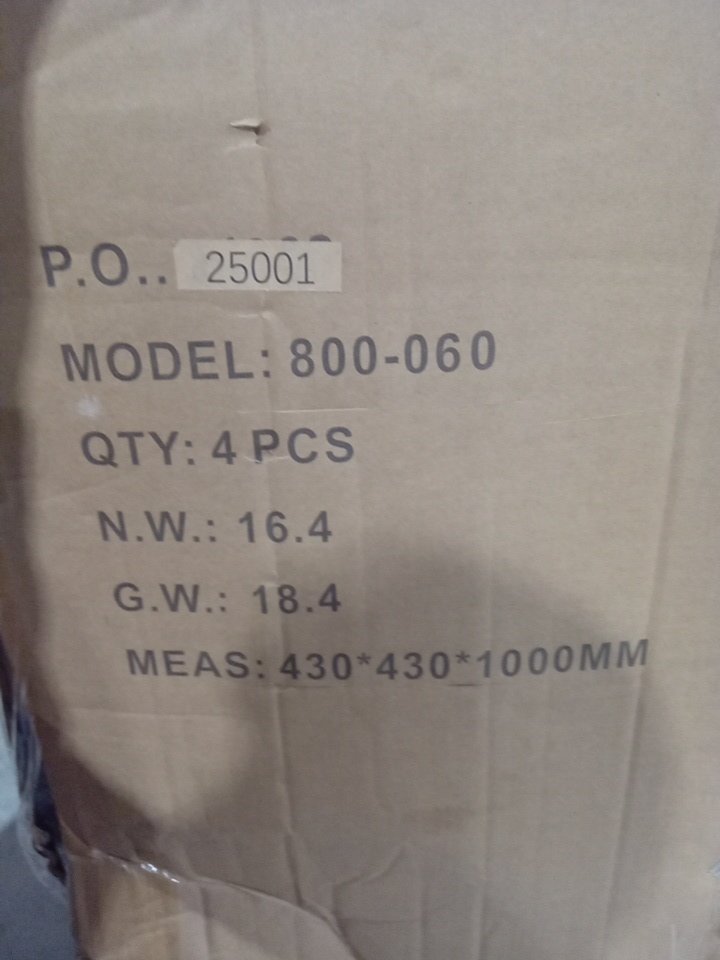 P.O.. 25001
MODEL: 800-060
QTY: 4 PCS
N.W.: 16.4
G.W.: 18.4
MEAS: 430*430*1000MM